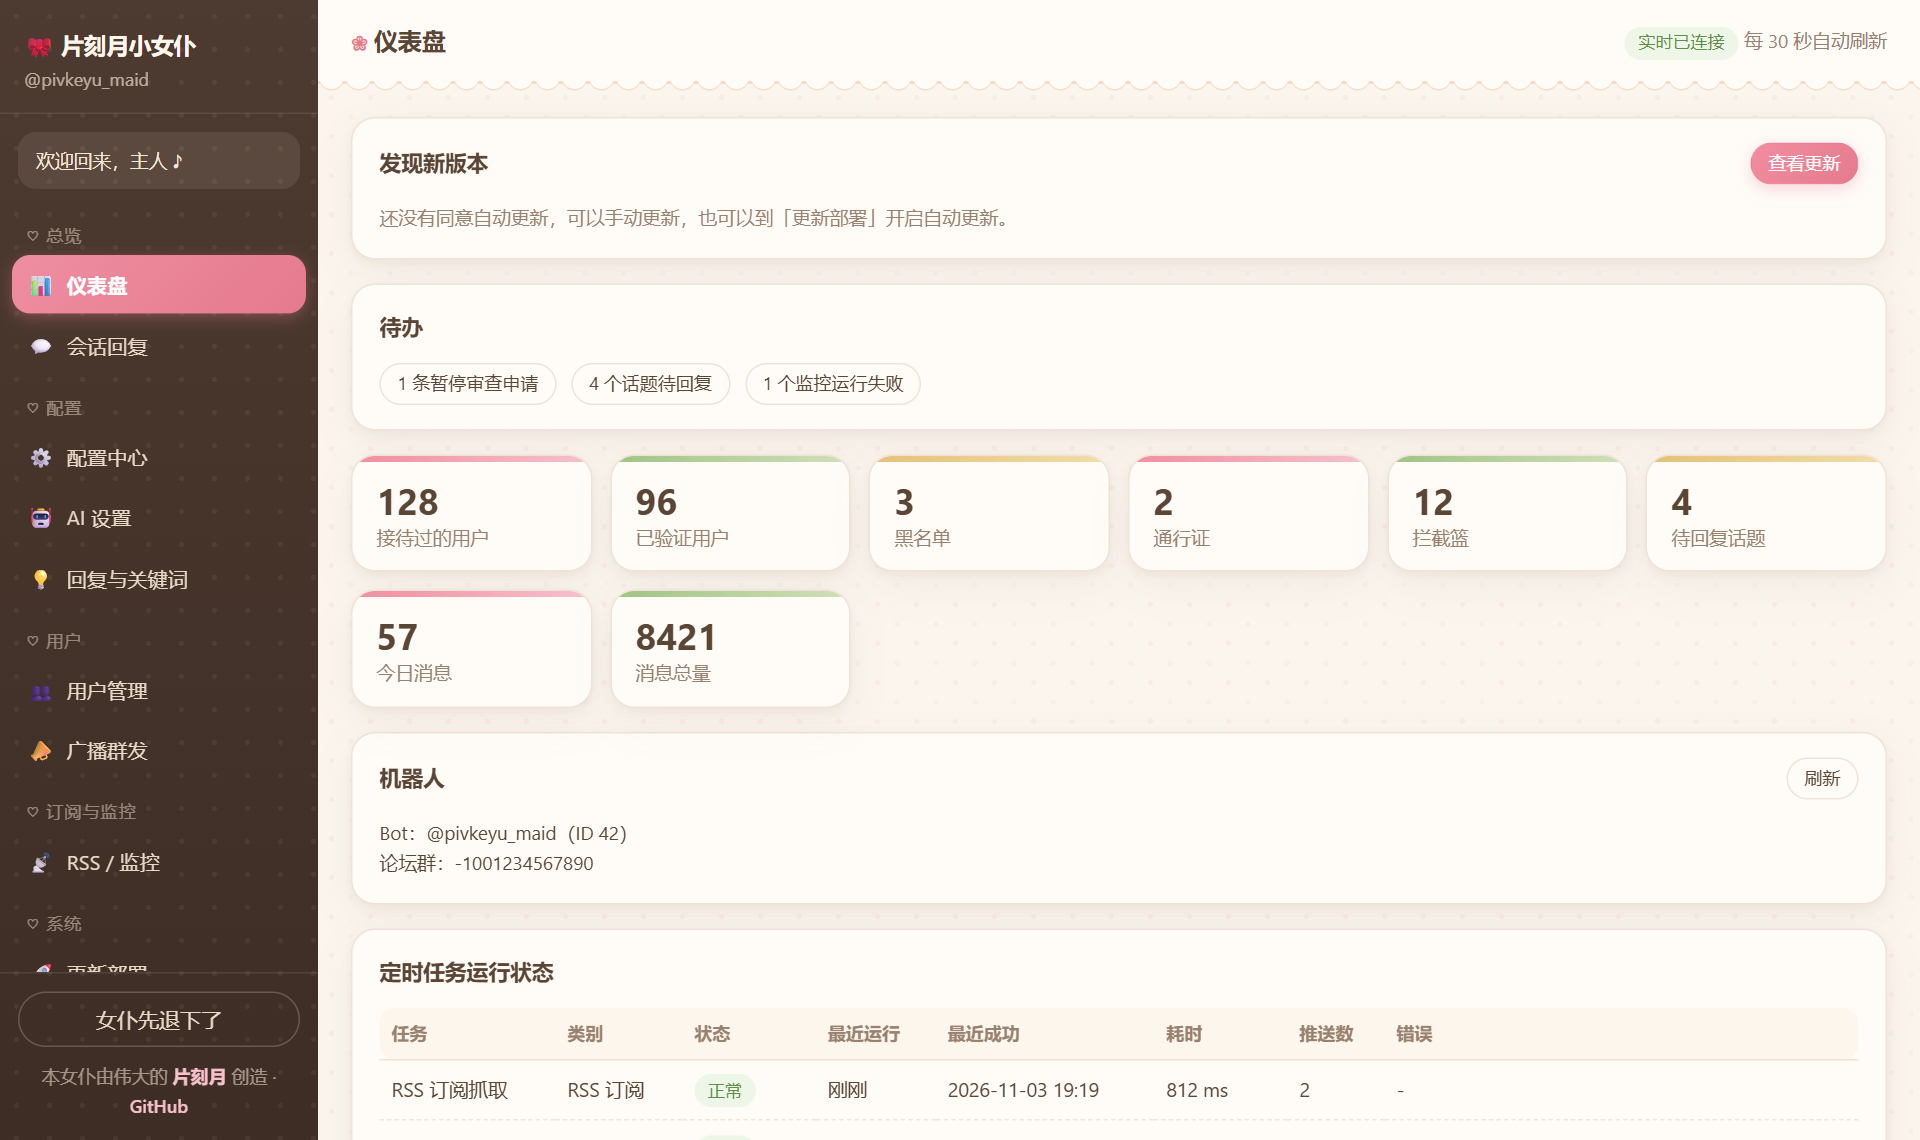 片刻月小女仆
@pivkeyu_maid
欢迎回来，主人♪
♡ 总览
仪表盘
会话回复
♡ 配置
配置中心
AI 设置
回复与关键词
♡ 用户
用户管理
广播群发
♡ 订阅与监控
RSS / 监控
♡ 系统
更新部署
女仆先退下了
本女仆由伟大的 片刻月 创造 ·
GitHub
仪表盘
实时已连接 每 30 秒自动刷新
发现新版本
查看更新
还没有同意自动更新，可以手动更新，也可以到「更新部署」开启自动更新。
待办
1 条暂停审查申请 4 个话题待回复 1 个监控运行失败
128 96 3 2 12 4
接待过的用户 已验证用户 黑名单 通行证 拦截篮 待回复话题
57 8421
今日消息 消息总量
机器人
刷新
Bot：@pivkeyu_maid（ID 42）
论坛群：-1001234567890
定时任务运行状态
任务 类别 状态 最近运行 最近成功 耗时 推送数 错误
RSS 订阅抓取 RSS 订阅 正常 刚刚 2026-11-03 19:19 812 ms 2 -